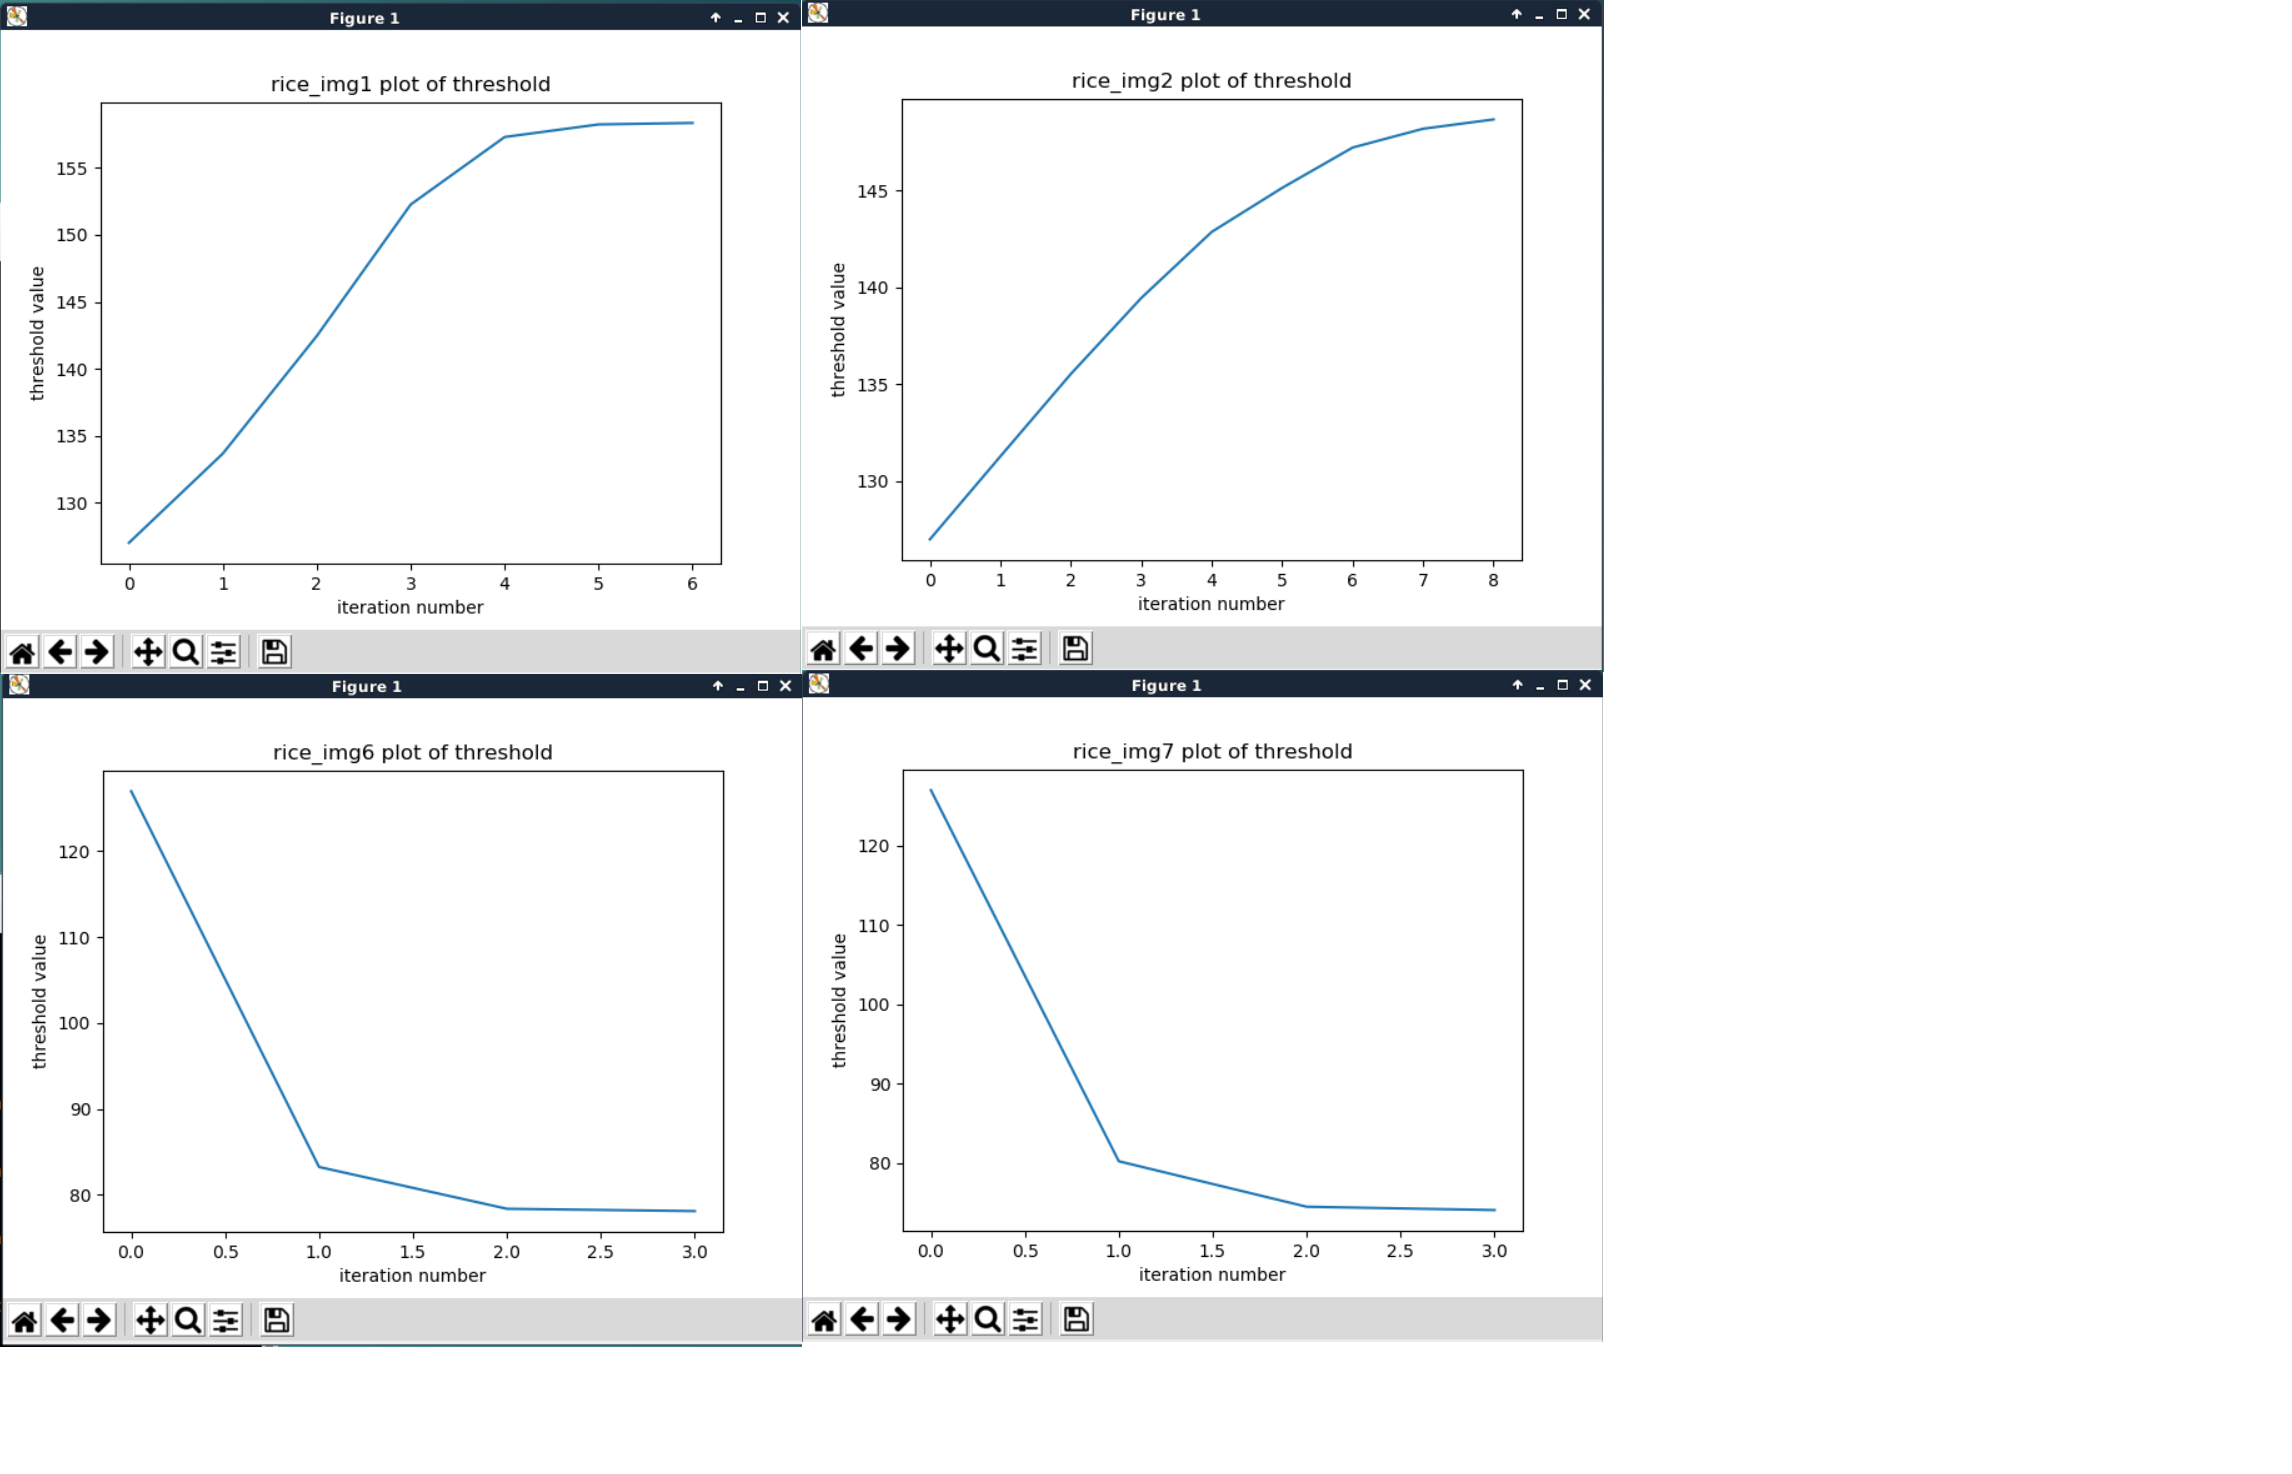 Figure 1
rice_img1 plot of threshold
155
150
145
140
135
130
threshold value
0 1 2 3 4 5 6
iteration number
Figure 1
rice_img2 plot of threshold
145
140
135
130
threshold value
0 1 2 3 4 5 6 7 8
iteration number
Figure 1
rice_img6 plot of threshold
120
110
100
90
80
threshold value
0.0 0.5 1.0 1.5 2.0 2.5 3.0
iteration number
Figure 1
rice_img7 plot of threshold
120
110
100
90
80
threshold value
0.0 0.5 1.0 1.5 2.0 2.5 3.0
iteration number